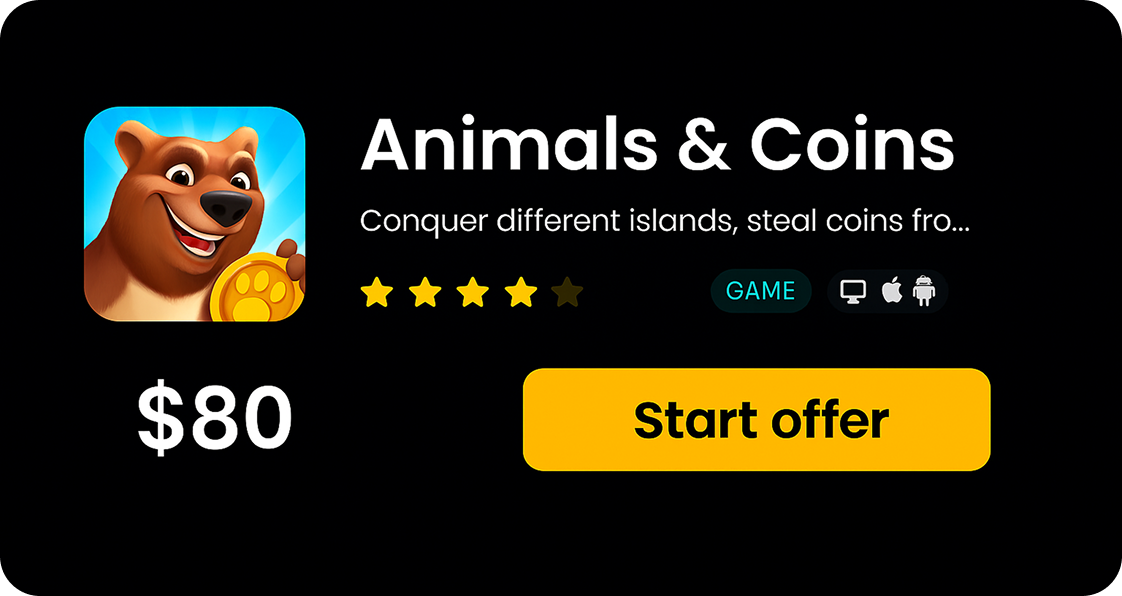 Animals & Coins
Conquer different islands, steal coins fro...
GAME
$80
Start offer